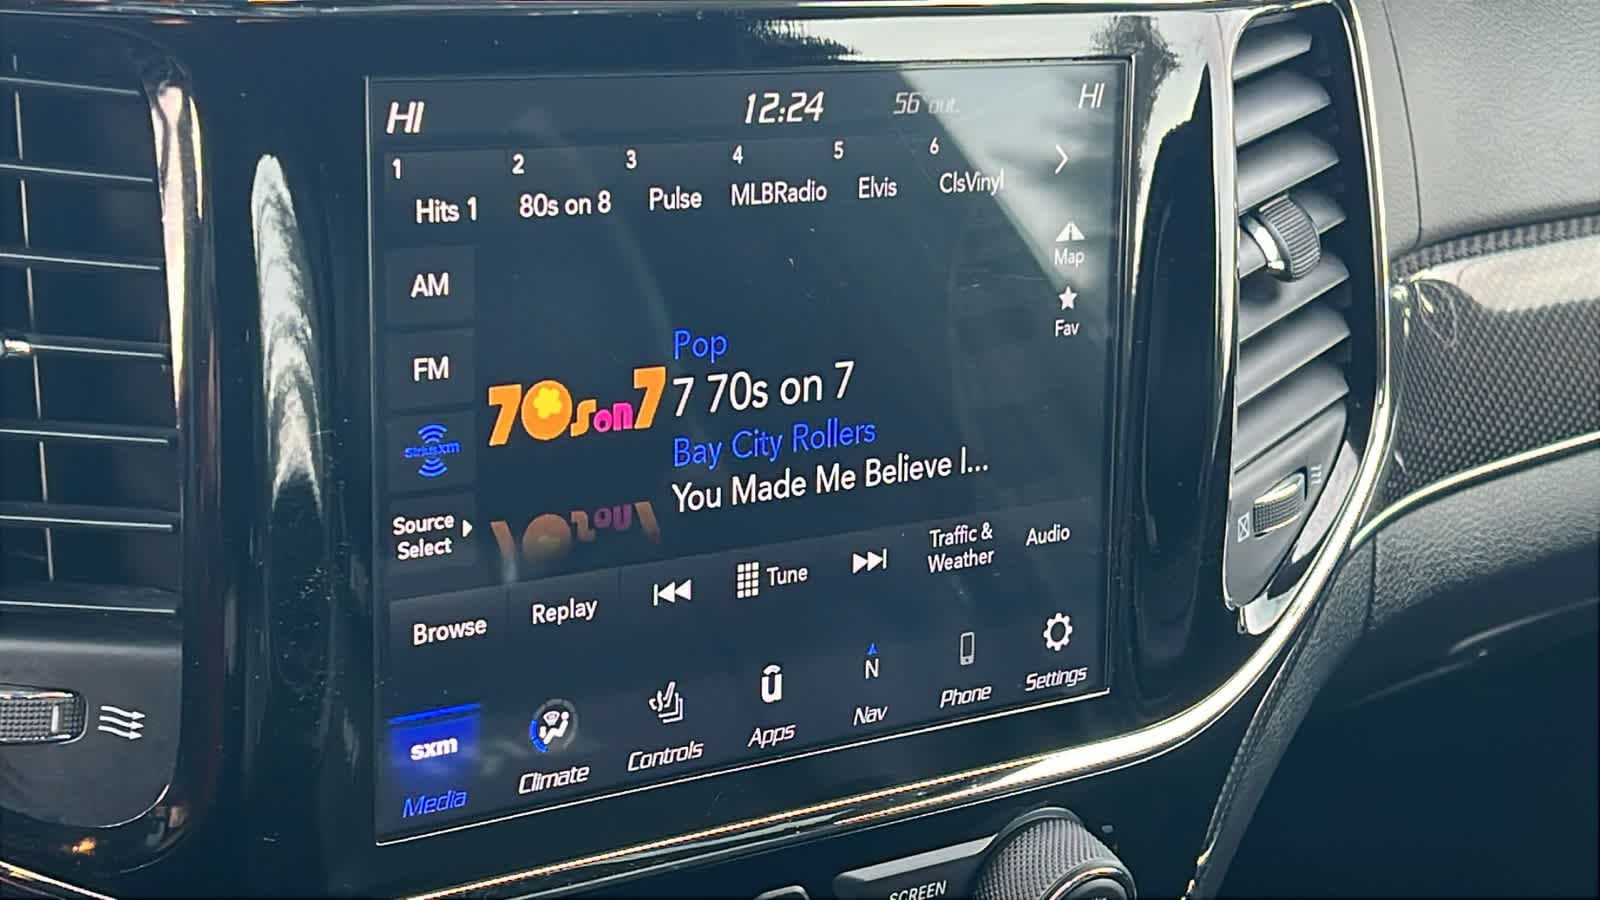 HI 12:24 56 out. HI
1 2 3 4 5 6
Hits 1 80s on 8 Pulse MLBRadio Elvis ClsVinyl
AM
Map
FM
Fav
siriusxm
Pop
70s on 7
7 70s on 7
Bay City Rollers
You Made Me Believe I...
Source
Select
Browse Replay Tune
Traffic &
Weather
Audio
sxm
Media
Climate
Controls
Apps
N
Nav
Phone
Settings
SCREEN